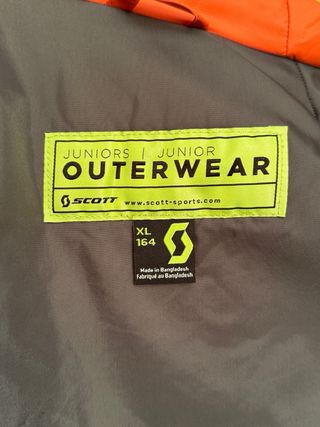 JUNIORS | JUNIOR
OUTERWEAR
SCOTT www.scott-sports.com
XL
164
Made in Bangladesh
Fabriqué au Bangladesh